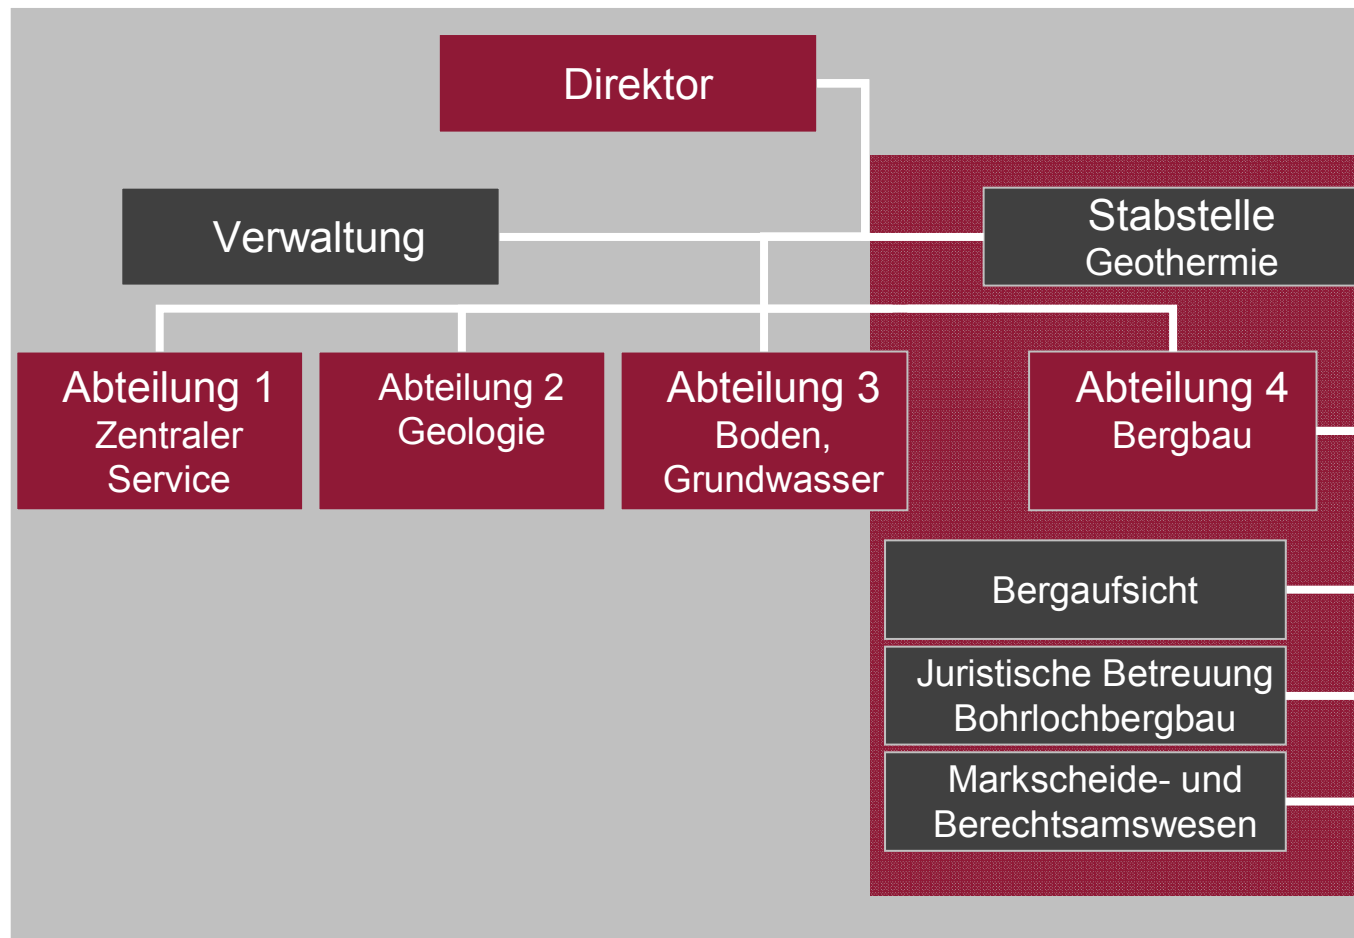 Direktor
Verwaltung
Stabstelle
Geothermie
Abteilung 1
Zentraler
Service
Abteilung 2
Geologie
Abteilung 3
Boden,
Grundwasser
Abteilung 4
Bergbau
Bergaufsicht
Juristische Betreuung
Bohrlochbergbau
Markscheide- und
Berechtsamswesen